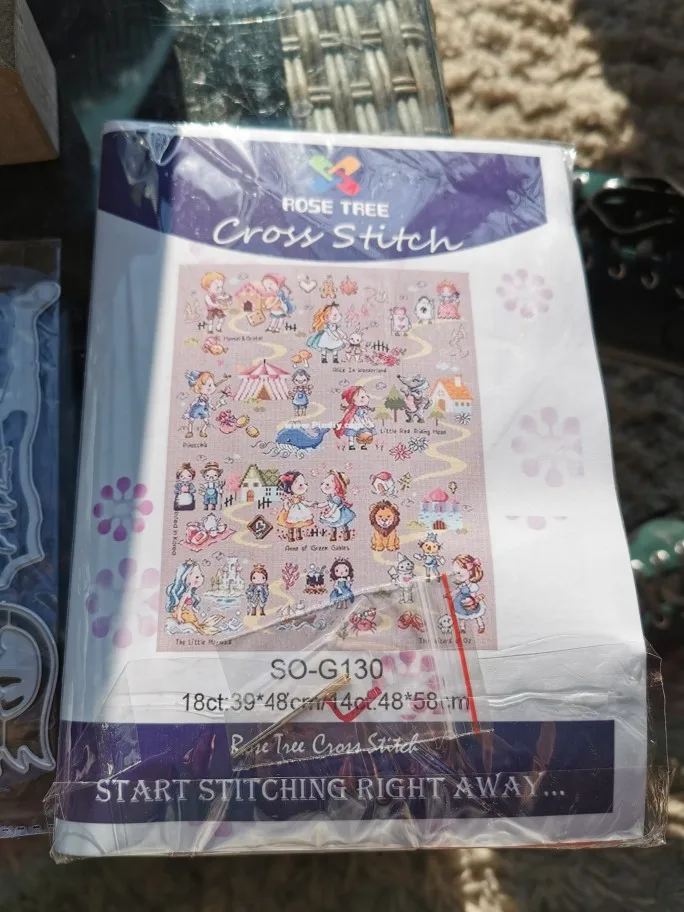 ROSE TREE
Cross Stitch
Hansel & Gretel
Alice In Wonderland
Pinocchio
Little Red Riding Hood
Anne of Green Gables
The Little Mermaid
SO-G130
18ct:39*48cm/14ct:48*58cm
Rose Tree Cross Stitch
START STITCHING RIGHT AWAY...